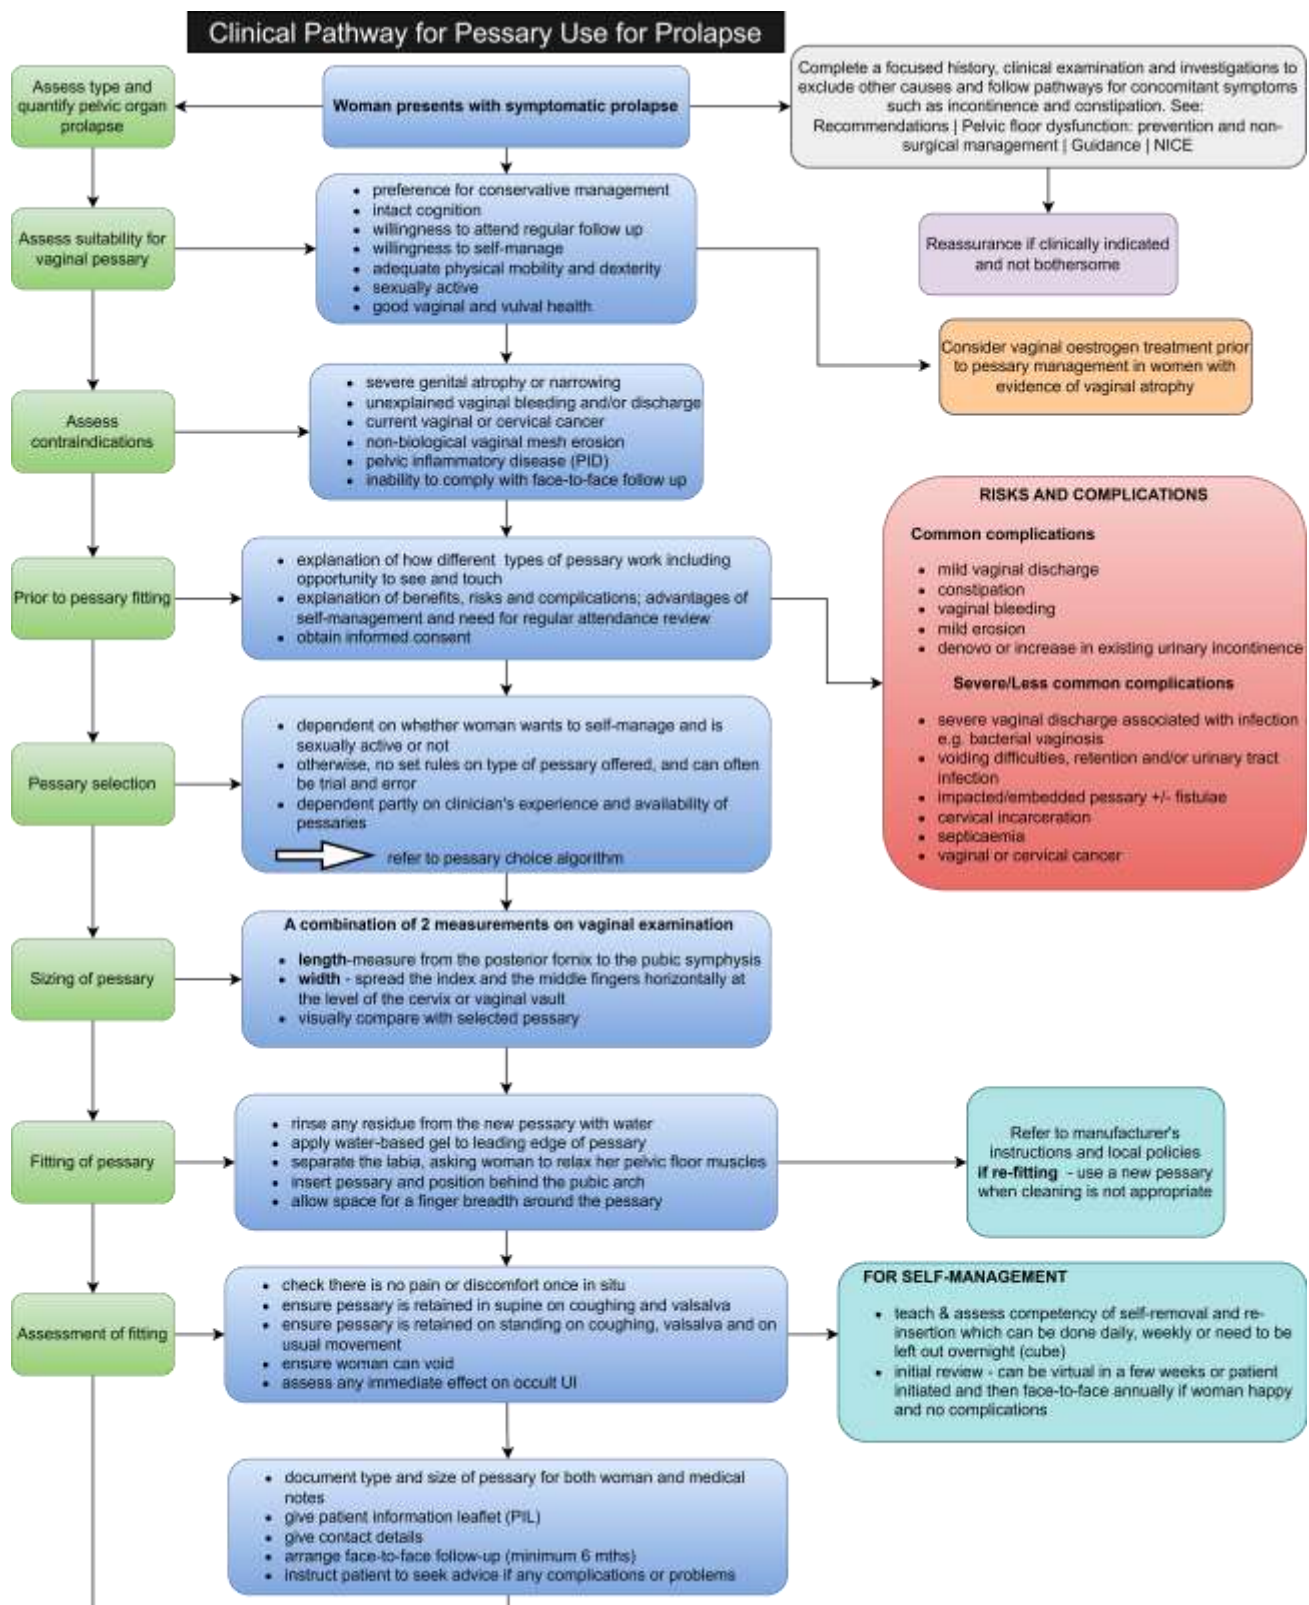 Clinical Pathway for Pessary Use for Prolapse
Assess type and
quantify pelvic organ
prolapse
Woman presents with symptomatic prolapse
Complete a focused history, clinical examination and investigations to
exclude other causes and follow pathways for concomitant symptoms
such as incontinence and constipation. See:
Recommendations | Pelvic floor dysfunction: prevention and non-
surgical management | Guidance | NICE
Reassurance if clinically indicated
and not bothersome
Assess suitability for
vaginal pessary
• preference for conservative management
• intact cognition
• willingness to attend regular follow up
• willingness to self-manage
• adequate physical mobility and dexterity
• sexually active
• good vaginal and vulval health
Consider vaginal oestrogen treatment prior
to pessary management in women with
evidence of vaginal atrophy
Assess
contraindications
• severe genital atrophy or narrowing
• unexplained vaginal bleeding and/or discharge
• current vaginal or cervical cancer
• non-biological vaginal mesh erosion
• pelvic inflammatory disease (PID)
• inability to comply with face-to-face follow up
Prior to pessary fitting
• explanation of how different types of pessary work including
opportunity to see and touch
• explanation of benefits, risks and complications; advantages of
self-management and need for regular attendance review
• obtain informed consent
RISKS AND COMPLICATIONS
Common complications
• mild vaginal discharge
• constipation
• vaginal bleeding
• mild erosion
• denovo or increase in existing urinary incontinence
Severe/Less common complications
• severe vaginal discharge associated with infection
e.g. bacterial vaginosis
• voiding difficulties, retention and/or urinary tract
infection
• impacted/embedded pessary +/- fistulae
• cervical incarceration
• septicaemia
• vaginal or cervical cancer
Pessary selection
• dependent on whether woman wants to self-manage and is
sexually active or not
• otherwise, no set rules on type of pessary offered, and can often
be trial and error
• dependent partly on clinician's experience and availability of
pessaries
refer to pessary choice algorithm
Sizing of pessary
A combination of 2 measurements on vaginal examination
• length-measure from the posterior fornix to the pubic symphysis
• width - spread the index and the middle fingers horizontally at
the level of the cervix or vaginal vault
• visually compare with selected pessary
Fitting of pessary
• rinse any residue from the new pessary with water
• apply water-based gel to leading edge of pessary
• separate the labia, asking woman to relax her pelvic floor muscles
• insert pessary and position behind the pubic arch
• allow space for a finger breadth around the pessary
Refer to manufacturer's
instructions and local policies
if re-fitting - use a new pessary
when cleaning is not appropriate
Assessment of fitting
• check there is no pain or discomfort once in situ
• ensure pessary is retained in supine on coughing and valsalva
• ensure pessary is retained on standing on coughing, valsalva and on
usual movement
• ensure woman can void
• assess any immediate effect on occult UI
FOR SELF-MANAGEMENT
• teach & assess competency of self-removal and re-
insertion which can be done daily, weekly or need to be
left out overnight (cube)
• initial review - can be virtual in a few weeks or patient
initiated and then face-to-face annually if woman happy
and no complications
• document type and size of pessary for both woman and medical
notes
• give patient information leaflet (PIL)
• give contact details
• arrange face-to-face follow-up (minimum 6 mths)
• instruct patient to seek advice if any complications or problems